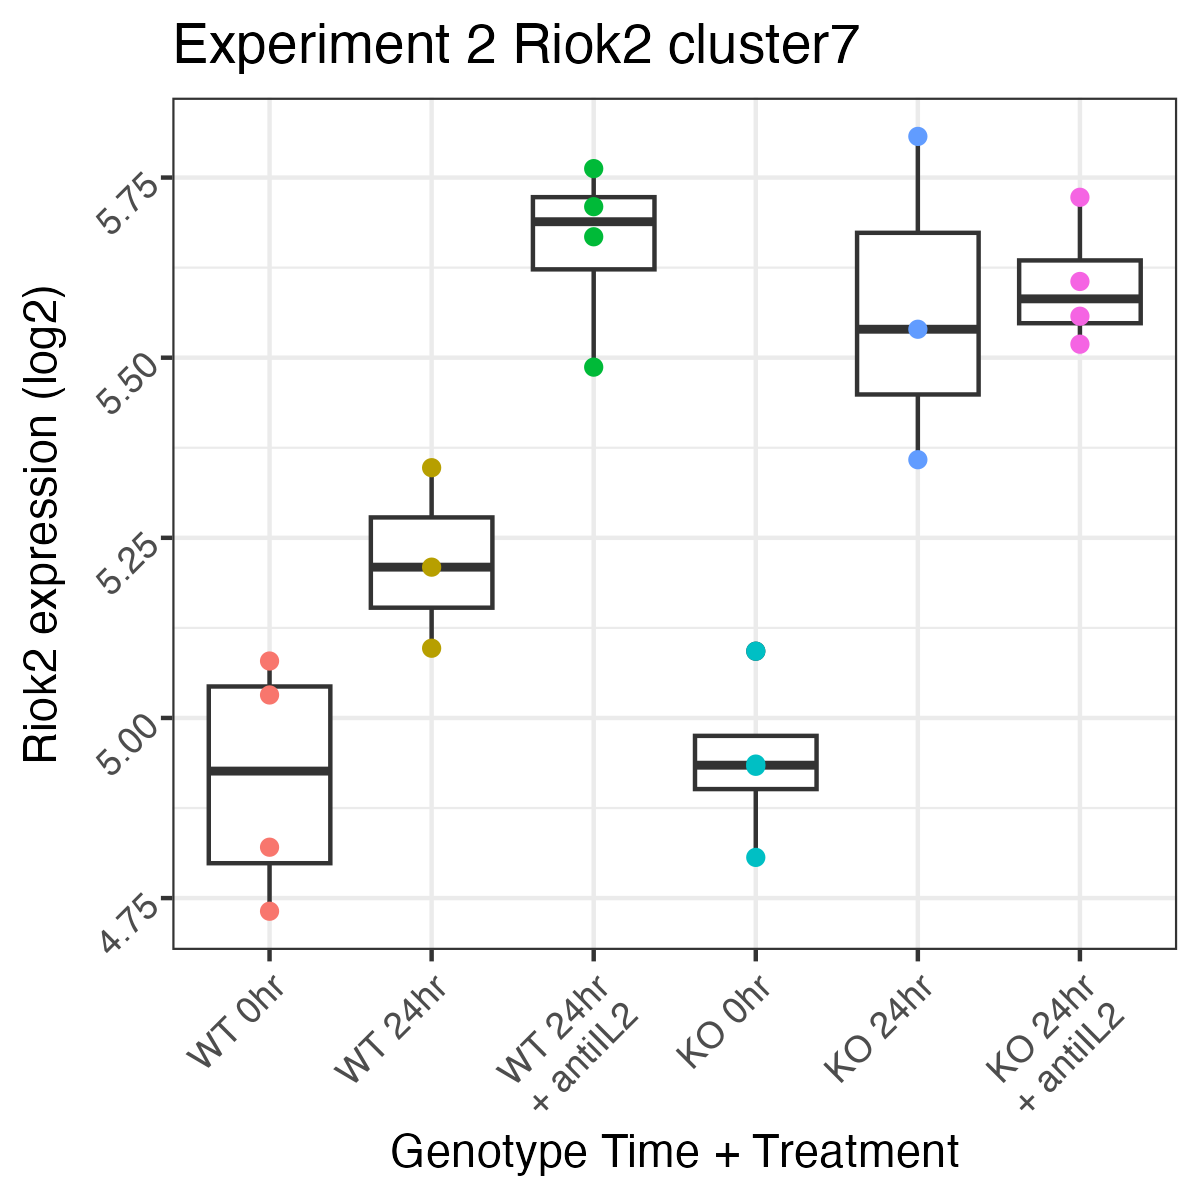 Experiment 2 Riok2 cluster7
Riok2 expression (log2)
5.75
5.50
5.25
5.00
4.75
WT 0hr
WT 24hr
WT 24hr
+ antiIL2
KO 0hr
KO 24hr
KO 24hr
+ antiIL2
Genotype Time + Treatment